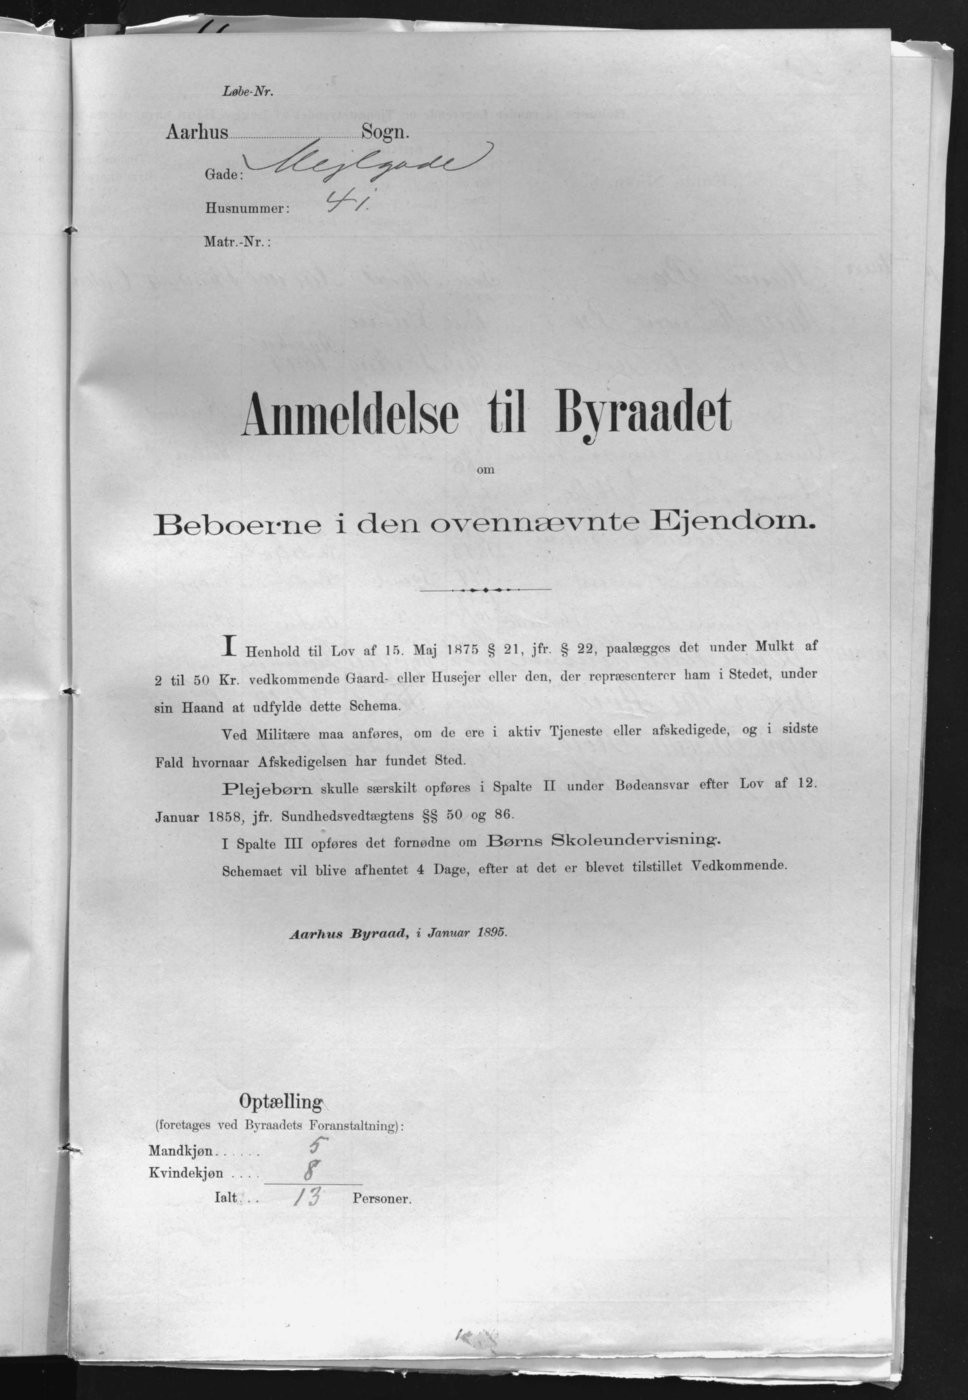 Løbe-Nr.
Aarhus Sogn.
Gade: Mejlgade
Husnummer: 41.
Matr.-Nr.:
Anmeldelse til Byraadet
om
Beboerne i den ovennævnte Ejendom.
I Henhold til Lov af 15. Maj 1875 § 21, jfr. § 22, paalægges det under Mulkt af
2 til 50 Kr. vedkommende Gaard- eller Husejer eller den, der repræsenterer ham i Stedet, under
sin Haand at udfylde dette Schema.
Ved Militære maa anføres, om de ere i aktiv Tjeneste eller afskedigede, og i sidste
Fald hvornaar Afskedigelsen har fundet Sted.
Plejebørn skulle særskilt opføres i Spalte II under Bødeansvar efter Lov af 12.
Januar 1858, jfr. Sundhedsvedtægtens §§ 50 og 86.
I Spalte III opføres det fornødne om Børns Skoleundervisning.
Schemaet vil blive afhentet 4 Dage, efter at det er blevet tilstillet Vedkommende.
Aarhus Byraad, i Januar 1895.
Optælling
(foretages ved Byraadets Foranstaltning):
Mandkjøn...... 5
Kvindekjøn.... 8
Ialt... 13 Personer.